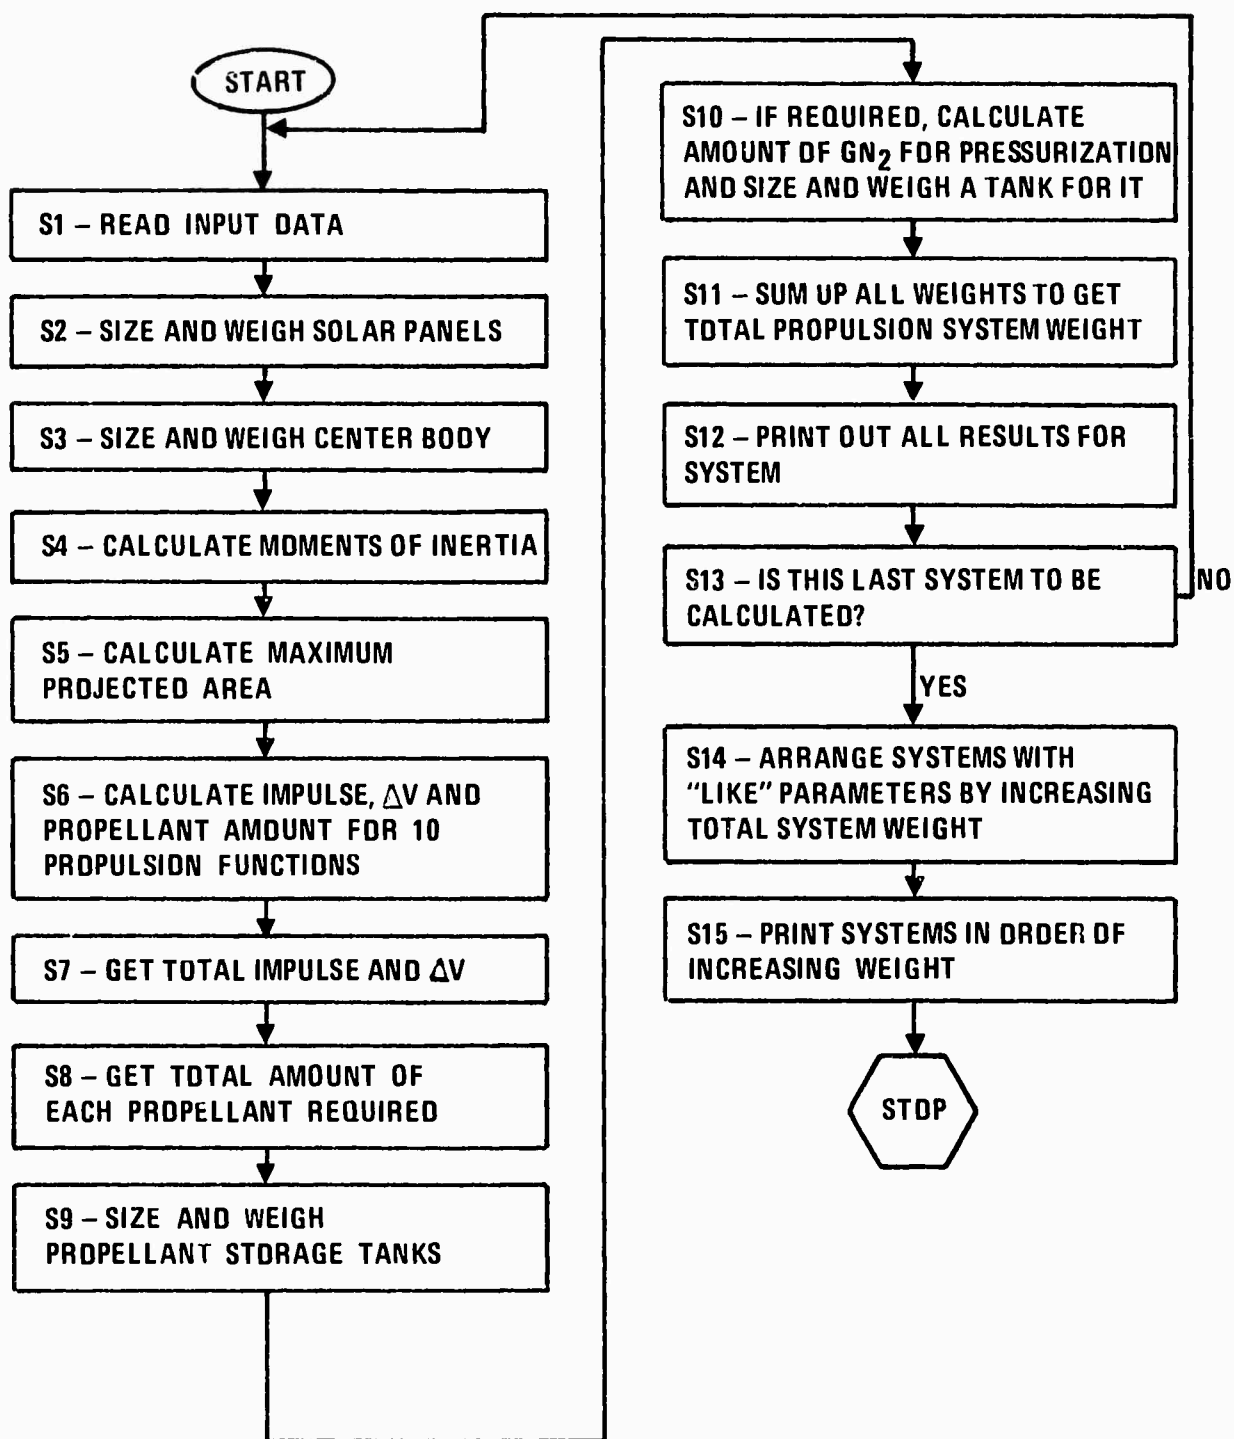 START
S1 – READ INPUT DATA
S2 – SIZE AND WEIGH SOLAR PANELS
S3 – SIZE AND WEIGH CENTER BODY
S4 – CALCULATE MOMENTS OF INERTIA
S5 – CALCULATE MAXIMUM
PROJECTED AREA
S6 – CALCULATE IMPULSE, ΔV AND
PROPELLANT AMOUNT FOR 10
PROPULSION FUNCTIONS
S7 – GET TOTAL IMPULSE AND ΔV
S8 – GET TOTAL AMOUNT OF
EACH PROPELLANT REQUIRED
S9 – SIZE AND WEIGH
PROPELLANT STORAGE TANKS
S10 – IF REQUIRED, CALCULATE
AMOUNT OF GN₂ FOR PRESSURIZATION
AND SIZE AND WEIGH A TANK FOR IT
S11 – SUM UP ALL WEIGHTS TO GET
TOTAL PROPULSION SYSTEM WEIGHT
S12 – PRINT OUT ALL RESULTS FOR
SYSTEM
S13 – IS THIS LAST SYSTEM TO BE
CALCULATED?
NO
YES
S14 – ARRANGE SYSTEMS WITH
"LIKE" PARAMETERS BY INCREASING
TOTAL SYSTEM WEIGHT
S15 – PRINT SYSTEMS IN ORDER OF
INCREASING WEIGHT
STOP